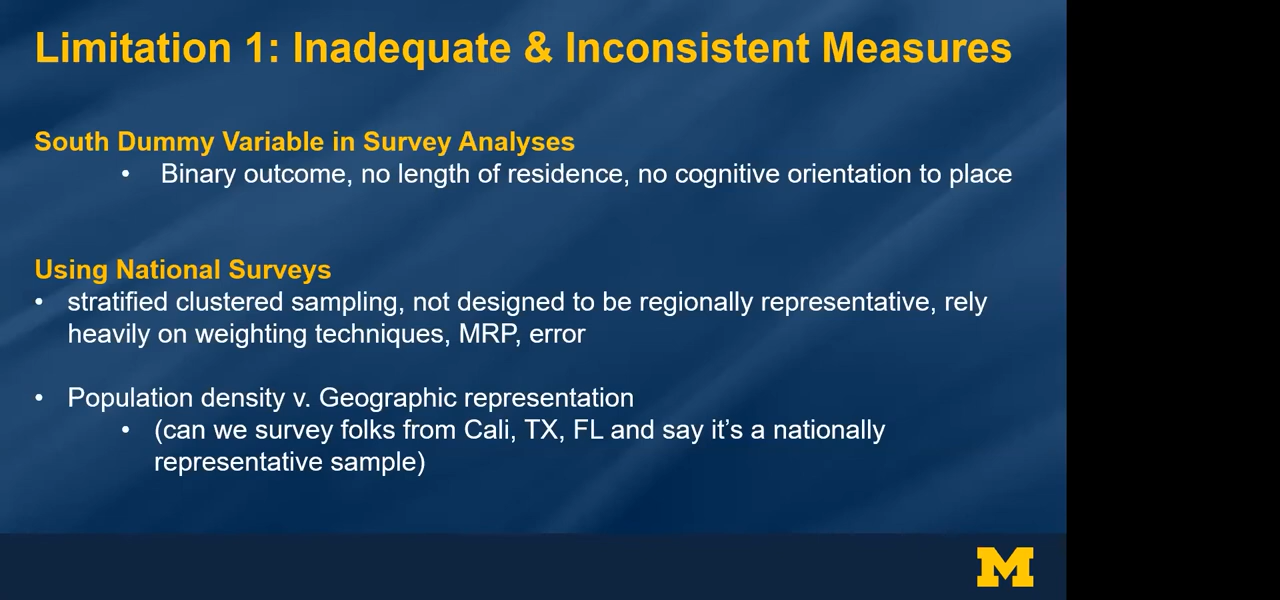 Limitation 1: Inadequate & Inconsistent Measures
South Dummy Variable in Survey Analyses
• Binary outcome, no length of residence, no cognitive orientation to place
Using National Surveys
• stratified clustered sampling, not designed to be regionally representative, rely
heavily on weighting techniques, MRP, error
• Population density v. Geographic representation
• (can we survey folks from Cali, TX, FL and say it’s a nationally
representative sample)
M